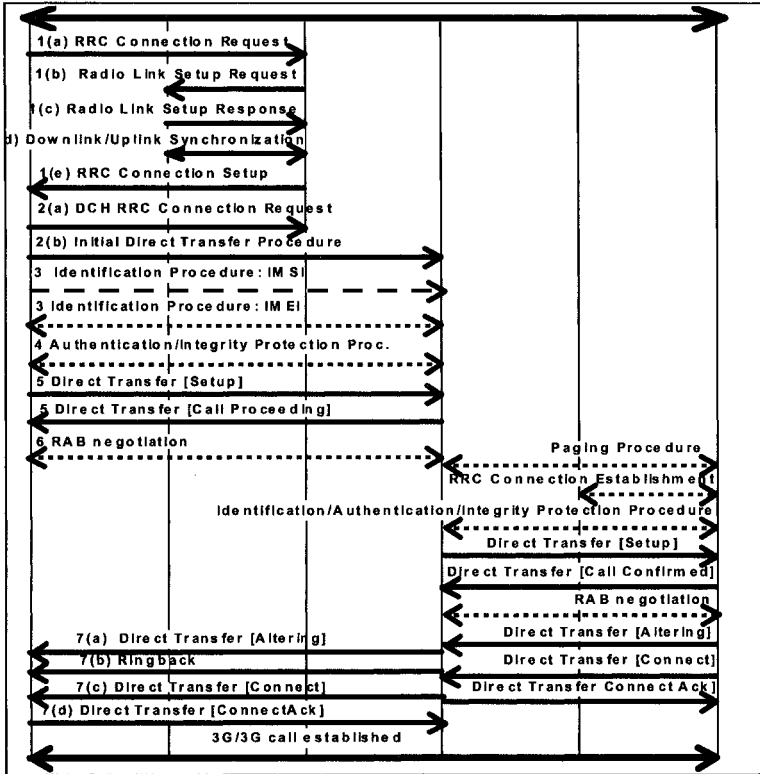 1(a) RRC Connection Request
1(b) Radio Link Setup Request
1(c) Radio Link Setup Response
d) Downlink/Uplink Synchronization
1(e) RRC Connection Setup
2(a) DCH RRC Connection Request
2(b) Initial Direct Transfer Procedure
3 Identification Procedure: IMSI
3 Identification Procedure: IMEI
4 Authentication/Integrity Protection Proc.
5 Direct Transfer [Setup]
5 Direct Transfer [Call Proceeding]
6 RAB negotiation
Paging Procedure
RRC Connection Establishment
Identification/Authentication/Integrity Protection Procedure
Direct Transfer [Setup]
Direct Transfer [Call Confirmed]
RAB negotiation
7(a) Direct Transfer [Altering]
Direct Transfer [Altering]
7(b) Ringback
Direct Transfer [Connect]
7(c) Direct Transfer [Connect]
Direct Transfer ConnectAck]
7(d) Direct Transfer [ConnectAck]
3G/3G call established